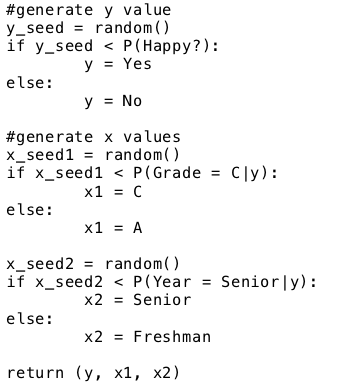 #generate y value
y_seed = random()
if y_seed < P(Happy?):
        y = Yes
else:
        y = No

#generate x values
x_seed1 = random()
if x_seed1 < P(Grade = C|y):
        x1 = C
else:
        x1 = A

x_seed2 = random()
if x_seed2 < P(Year = Senior|y):
        x2 = Senior
else:
        x2 = Freshman

return (y, x1, x2)